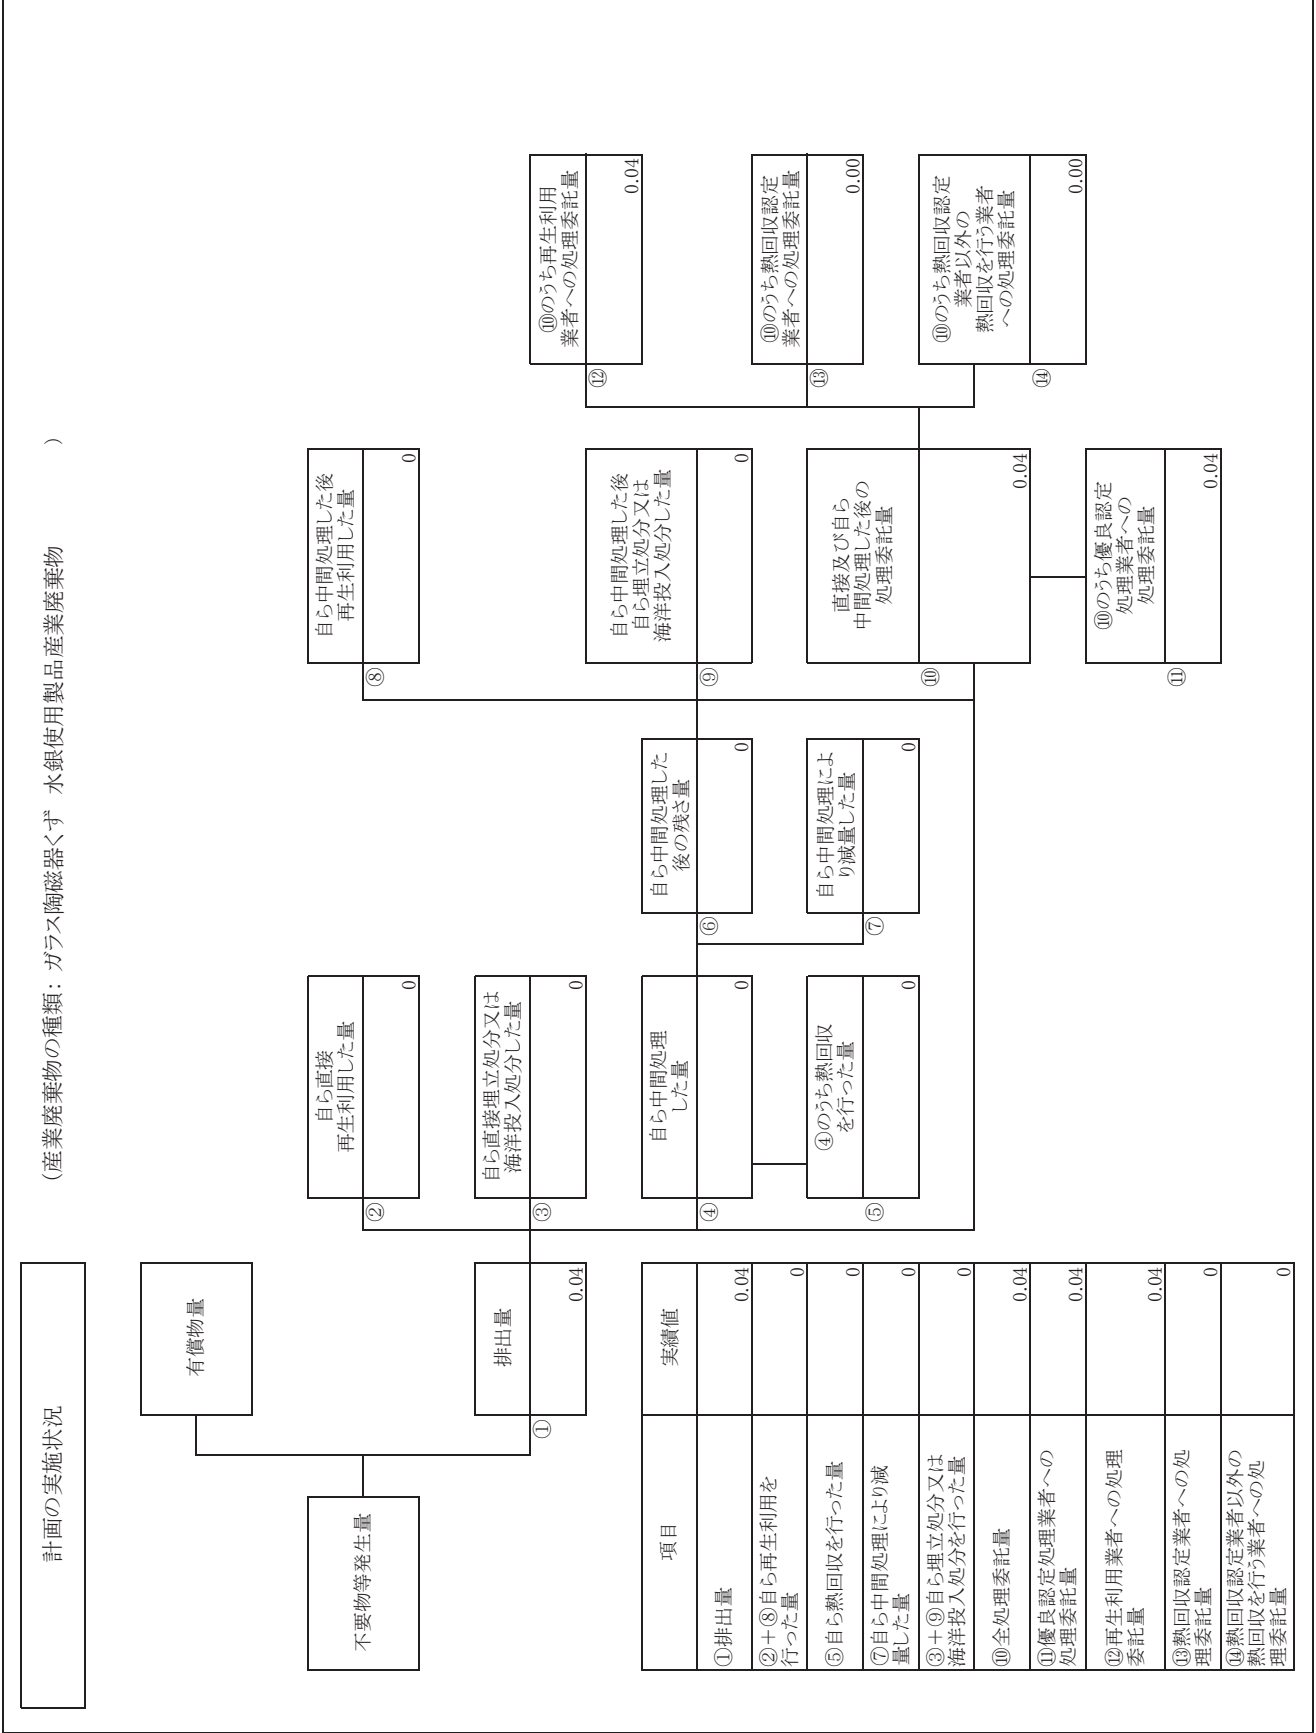 計画の実施状況
(産業廃棄物の種類：ガラス陶磁器くず 水銀使用製品産業廃棄物 )
不要物等発生量
有償物量
排出量
①
0.04
自ら直接
再生利用した量
②
0
自ら直接埋立処分又は
海洋投入処分した量
③
0
自ら中間処理
した量
④
0
④のうち熱回収
を行った量
⑤
0
自ら中間処理した
後の残さ量
⑥
0
自ら中間処理によ
り減量した量
⑦
0
自ら中間処理した後
再生利用した量
⑧
0
自ら中間処理した後
自ら埋立処分又は
海洋投入処分した量
⑨
0
直接及び自ら
中間処理した後の
処理委託量
⑩
0.04
⑩のうち優良認定
処理業者への
処理委託量
⑪
0.04
⑩のうち再生利用
業者への処理委託量
⑫
0.04
⑩のうち熱回収認定
業者への処理委託量
⑬
0.00
⑩のうち熱回収認定
業者以外の
熱回収を行う業者
への処理委託量
⑭
0.00
項目 実績値
①排出量 0.04
②＋⑧自ら再生利用を
行った量 0
⑤自ら熱回収を行った量 0
⑦自ら中間処理により減
量した量 0
③＋⑨自ら埋立処分又は
海洋投入処分を行った量 0
⑩全処理委託量 0.04
⑪優良認定処理業者への
処理委託量 0.04
⑫再生利用業者への処理
委託量 0.04
⑬熱回収認定業者への処
理委託量 0
⑭熱回収認定業者以外の
熱回収を行う業者への処
理委託量 0